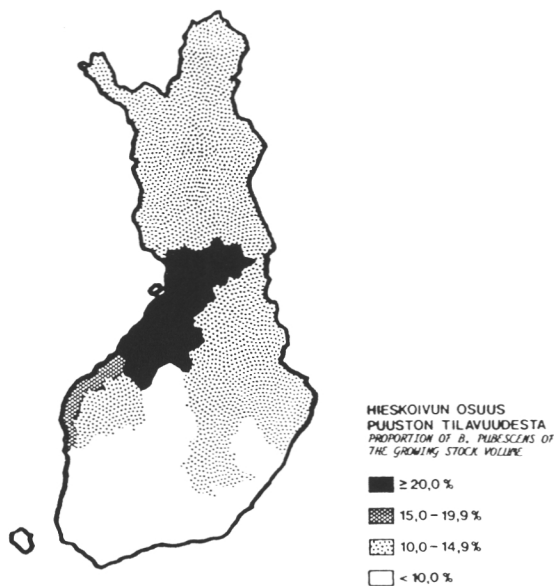 HIESKOIVUN OSUUS
PUUSTON TILAVUUDESTA
PROPORTION OF B. PUBESCENS OF
THE GROWING STOCK VOLUME
≥ 20,0 %
15,0 – 19,9 %
10,0 – 14,9 %
< 10,0 %